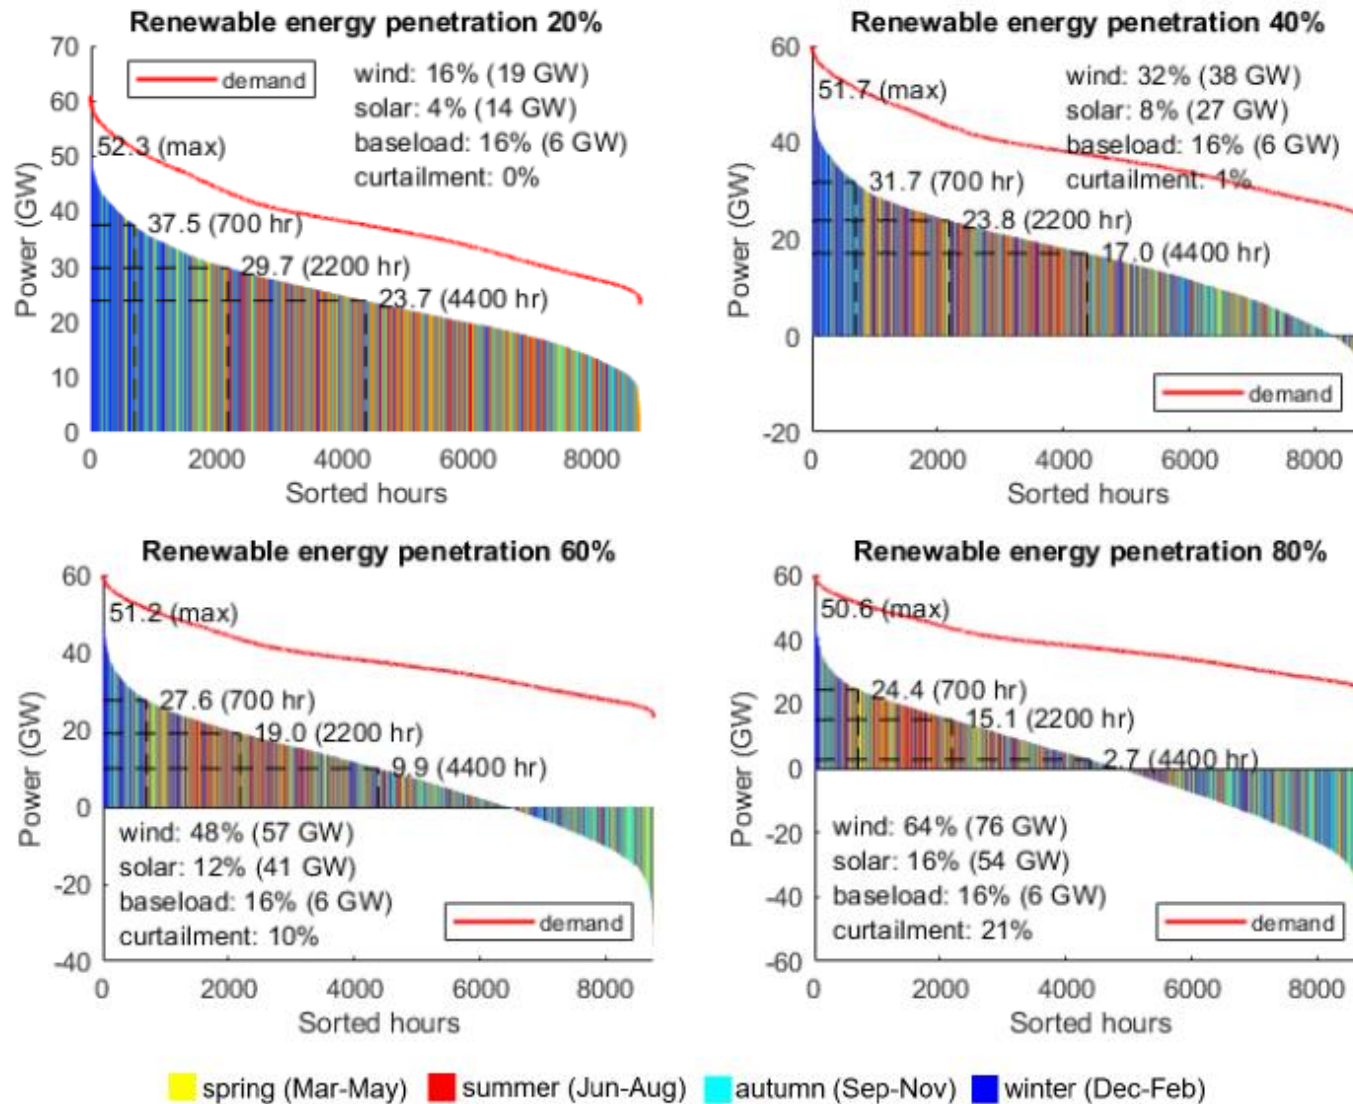 Renewable energy penetration 20%
70
60
50
40
30
20
10
0
Power (GW)
demand
wind: 16% (19 GW)
solar: 4% (14 GW)
baseload: 16% (6 GW)
curtailment: 0%
52.3 (max)
37.5 (700 hr)
29.7 (2200 hr)
23.7 (4400 hr)
0 2000 4000 6000 8000
Sorted hours
Renewable energy penetration 40%
60
40
20
0
-20
Power (GW)
wind: 32% (38 GW)
solar: 8% (27 GW)
baseload: 16% (6 GW)
curtailment: 1%
51.7 (max)
31.7 (700 hr)
23.8 (2200 hr)
17.0 (4400 hr)
demand
0 2000 4000 6000 8000
Sorted hours
Renewable energy penetration 60%
60
40
20
0
-20
-40
Power (GW)
51.2 (max)
27.6 (700 hr)
19.0 (2200 hr)
9.9 (4400 hr)
wind: 48% (57 GW)
solar: 12% (41 GW)
baseload: 16% (6 GW)
curtailment: 10%
demand
0 2000 4000 6000 8000
Sorted hours
Renewable energy penetration 80%
60
40
20
0
-20
-40
-60
Power (GW)
50.6 (max)
24.4 (700 hr)
15.1 (2200 hr)
2.7 (4400 hr)
wind: 64% (76 GW)
solar: 16% (54 GW)
baseload: 16% (6 GW)
curtailment: 21%
demand
0 2000 4000 6000 8000
Sorted hours
spring (Mar-May) summer (Jun-Aug) autumn (Sep-Nov) winter (Dec-Feb)